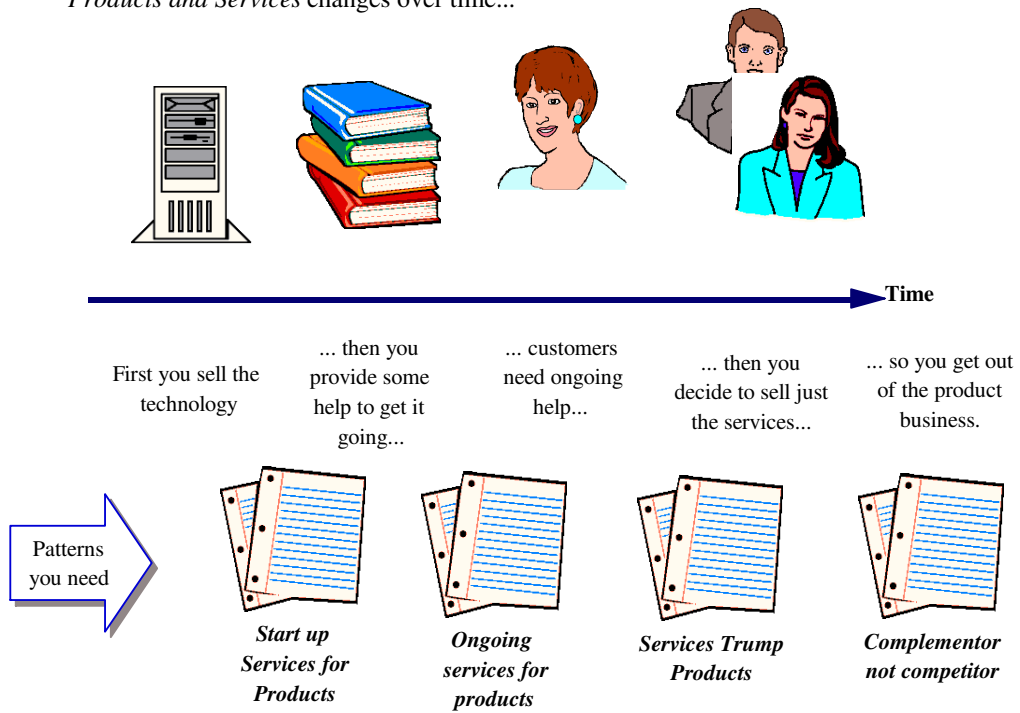 Products and Services changes over time...
Time
First you sell the
technology
... then you
provide some
help to get it
going...
... customers
need ongoing
help...
... then you
decide to sell just
the services...
... so you get out
of the product
business.
Patterns
you need
Start up
Services for
Products
Ongoing
services for
products
Services Trump
Products
Complementor
not competitor